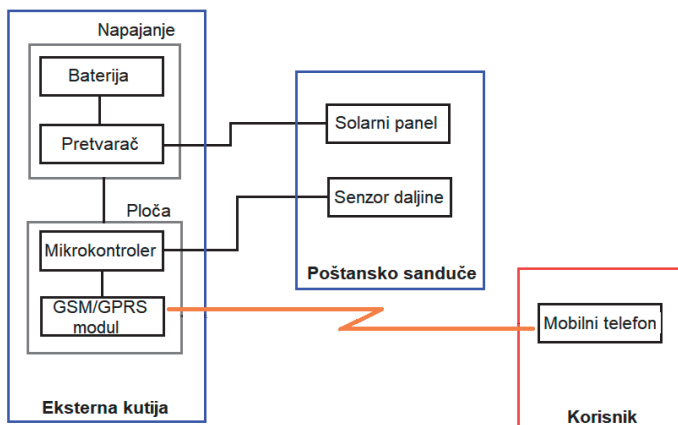 Napajanje
Baterija
Pretvarač
Ploča
Mikrokontroler
GSM/GPRS
modul
Eksterna kutija
Solarni panel
Senzor daljine
Poštansko sanduče
Mobilni telefon
Korisnik